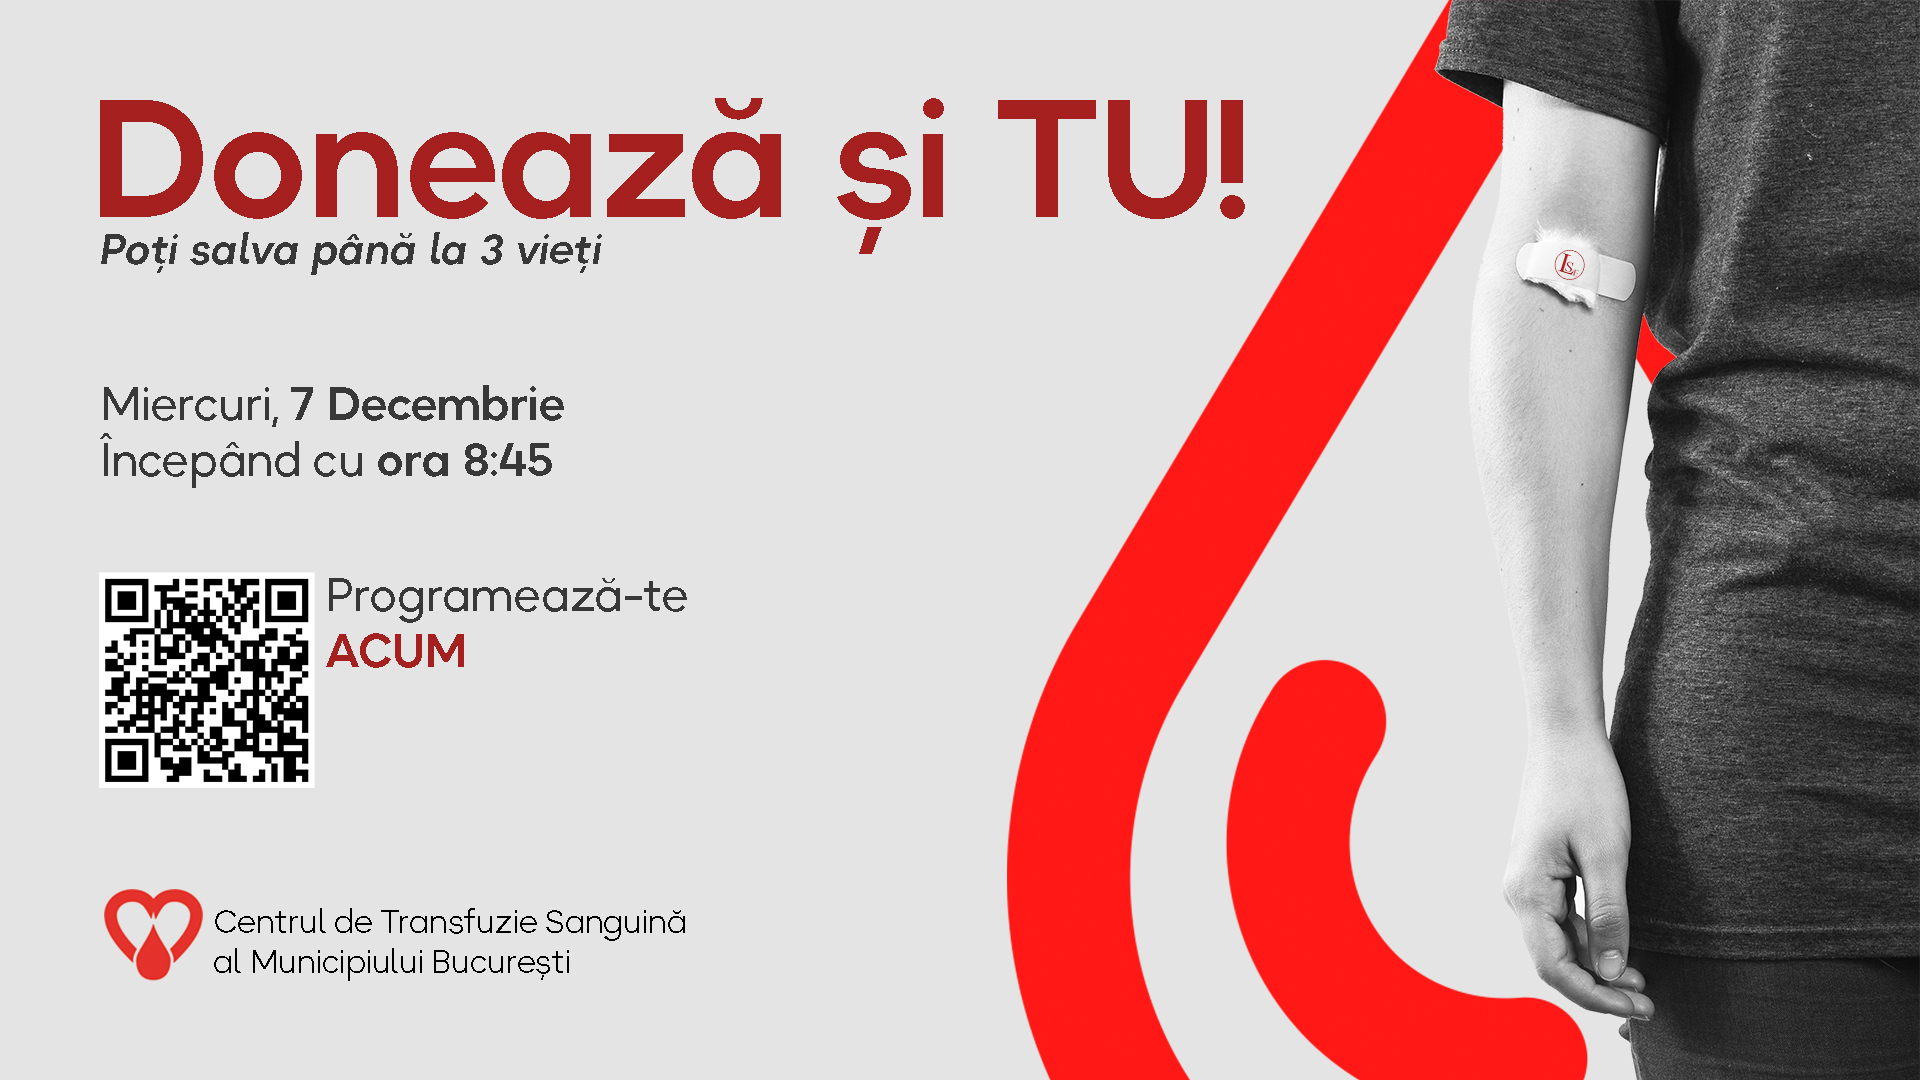 Donează și TU!
Poți salva până la 3 vieți
Miercuri, 7 Decembrie
Începând cu ora 8:45
Programează-te
ACUM
Centrul de Transfuzie Sanguină
al Municipiului București